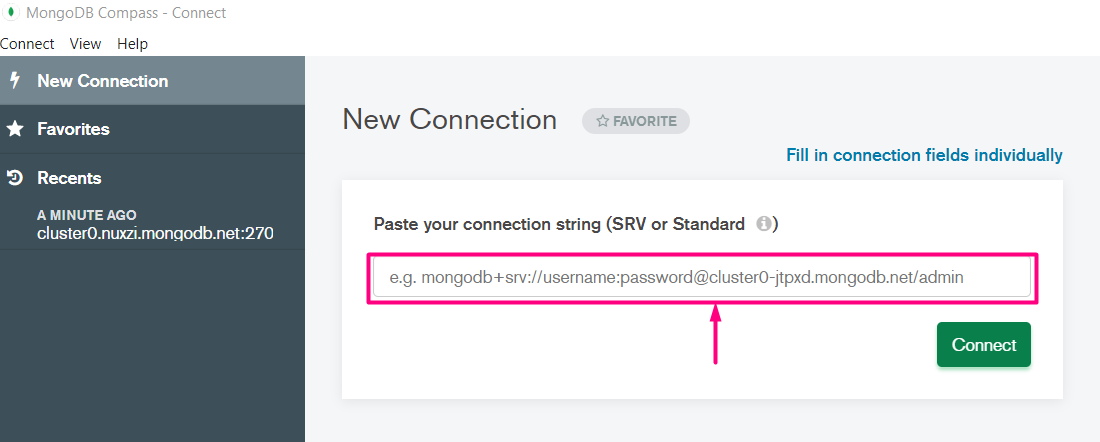 MongoDB Compass - Connect
Connect View Help
New Connection
Favorites
Recents
A MINUTE AGO
cluster0.nuxzi.mongodb.net:270
New Connection
FAVORITE
Fill in connection fields individually
Paste your connection string (SRV or Standard )
e.g. mongodb+srv://username:password@cluster0-jtpxd.mongodb.net/admin
Connect